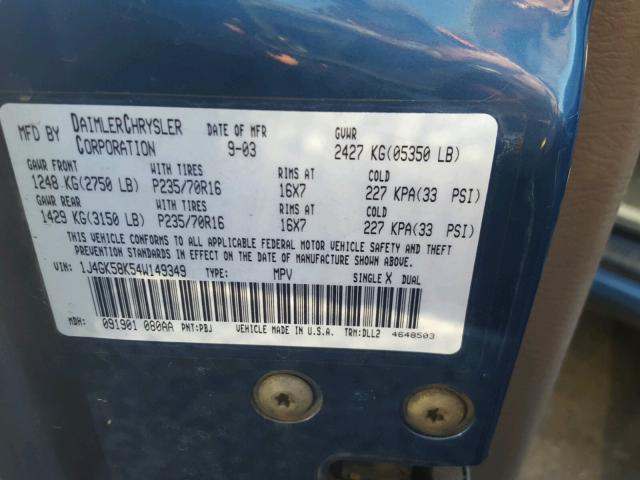 MFD BY DAIMLERCHRYSLER CORPORATION DATE OF MFR 9-03 GVWR 2427 KG(05350 LB)
GAWR FRONT WITH TIRES RIMS AT COLD
1248 KG(2750 LB) P235/70R16 16X7 227 KPA(33 PSI)
GAWR REAR WITH TIRES RIMS AT COLD
1429 KG(3150 LB) P235/70R16 16X7 227 KPA(33 PSI)
THIS VEHICLE CONFORMS TO ALL APPLICABLE FEDERAL MOTOR VEHICLE SAFETY AND THEFT
PREVENTION STANDARDS IN EFFECT ON THE DATE OF MANUFACTURE SHOWN ABOVE.
VIN: 1J4GK58K54W149349 TYPE: MPV SINGLE X DUAL
MDH: 091901 080AA PNT:PBJ VEHICLE MADE IN U.S.A. TRM:DLL2 4648503